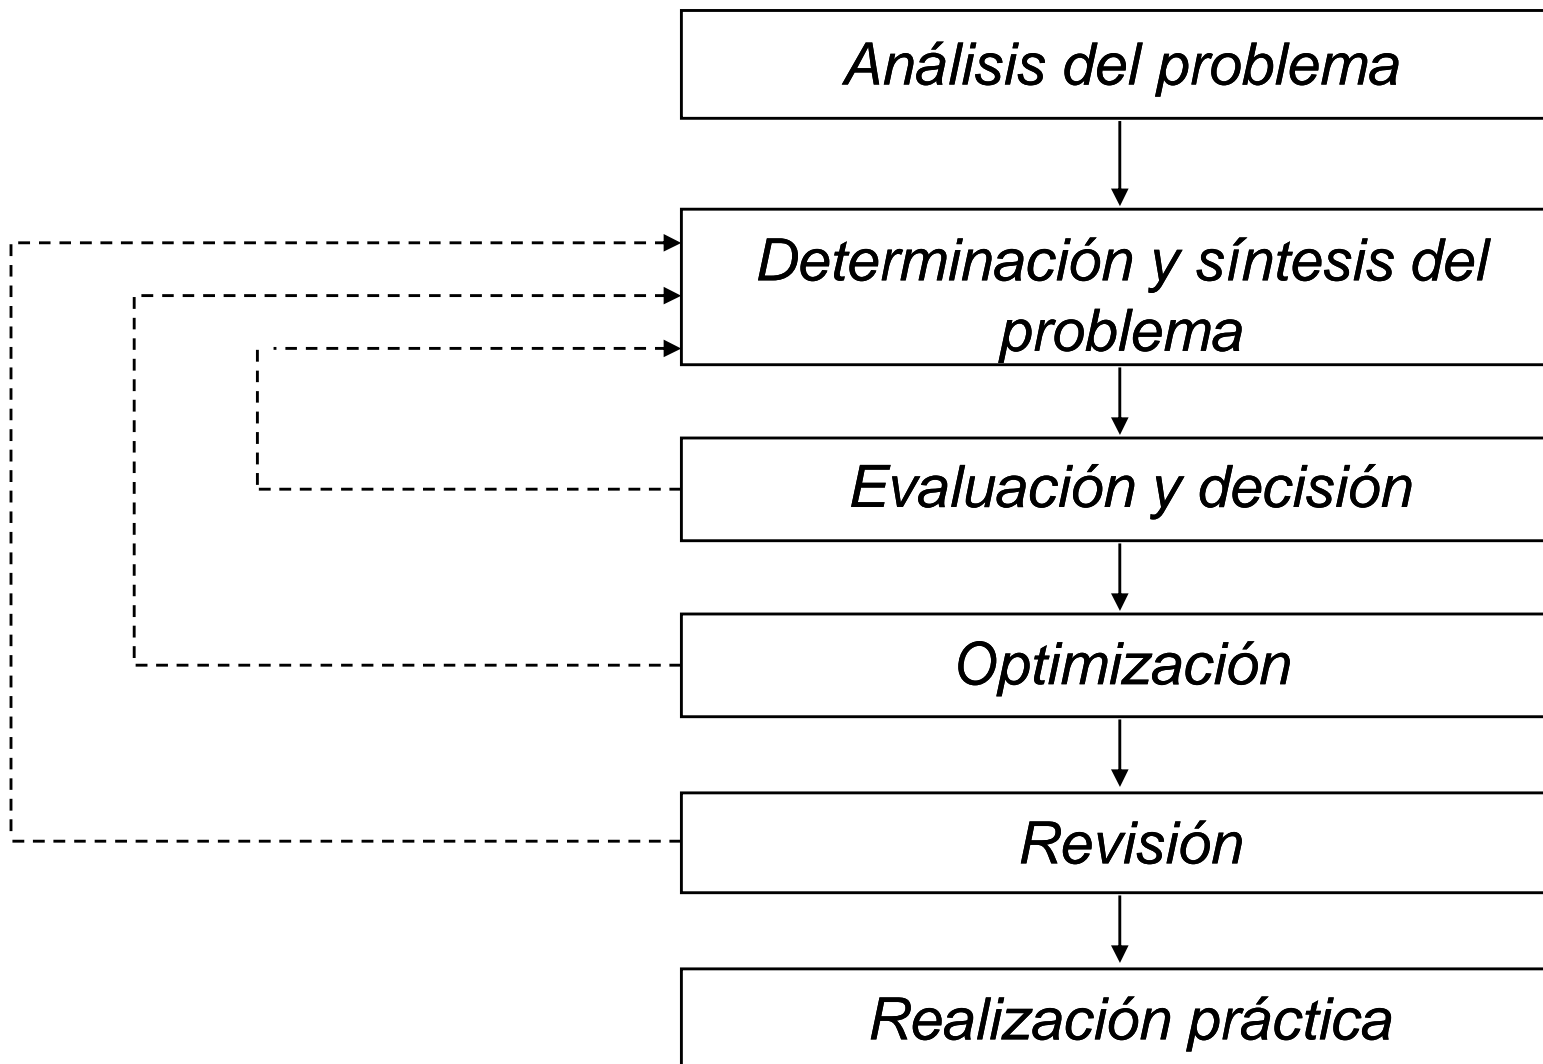 Análisis del problema
Determinación y síntesis del
problema
Evaluación y decisión
Optimización
Revisión
Realización práctica